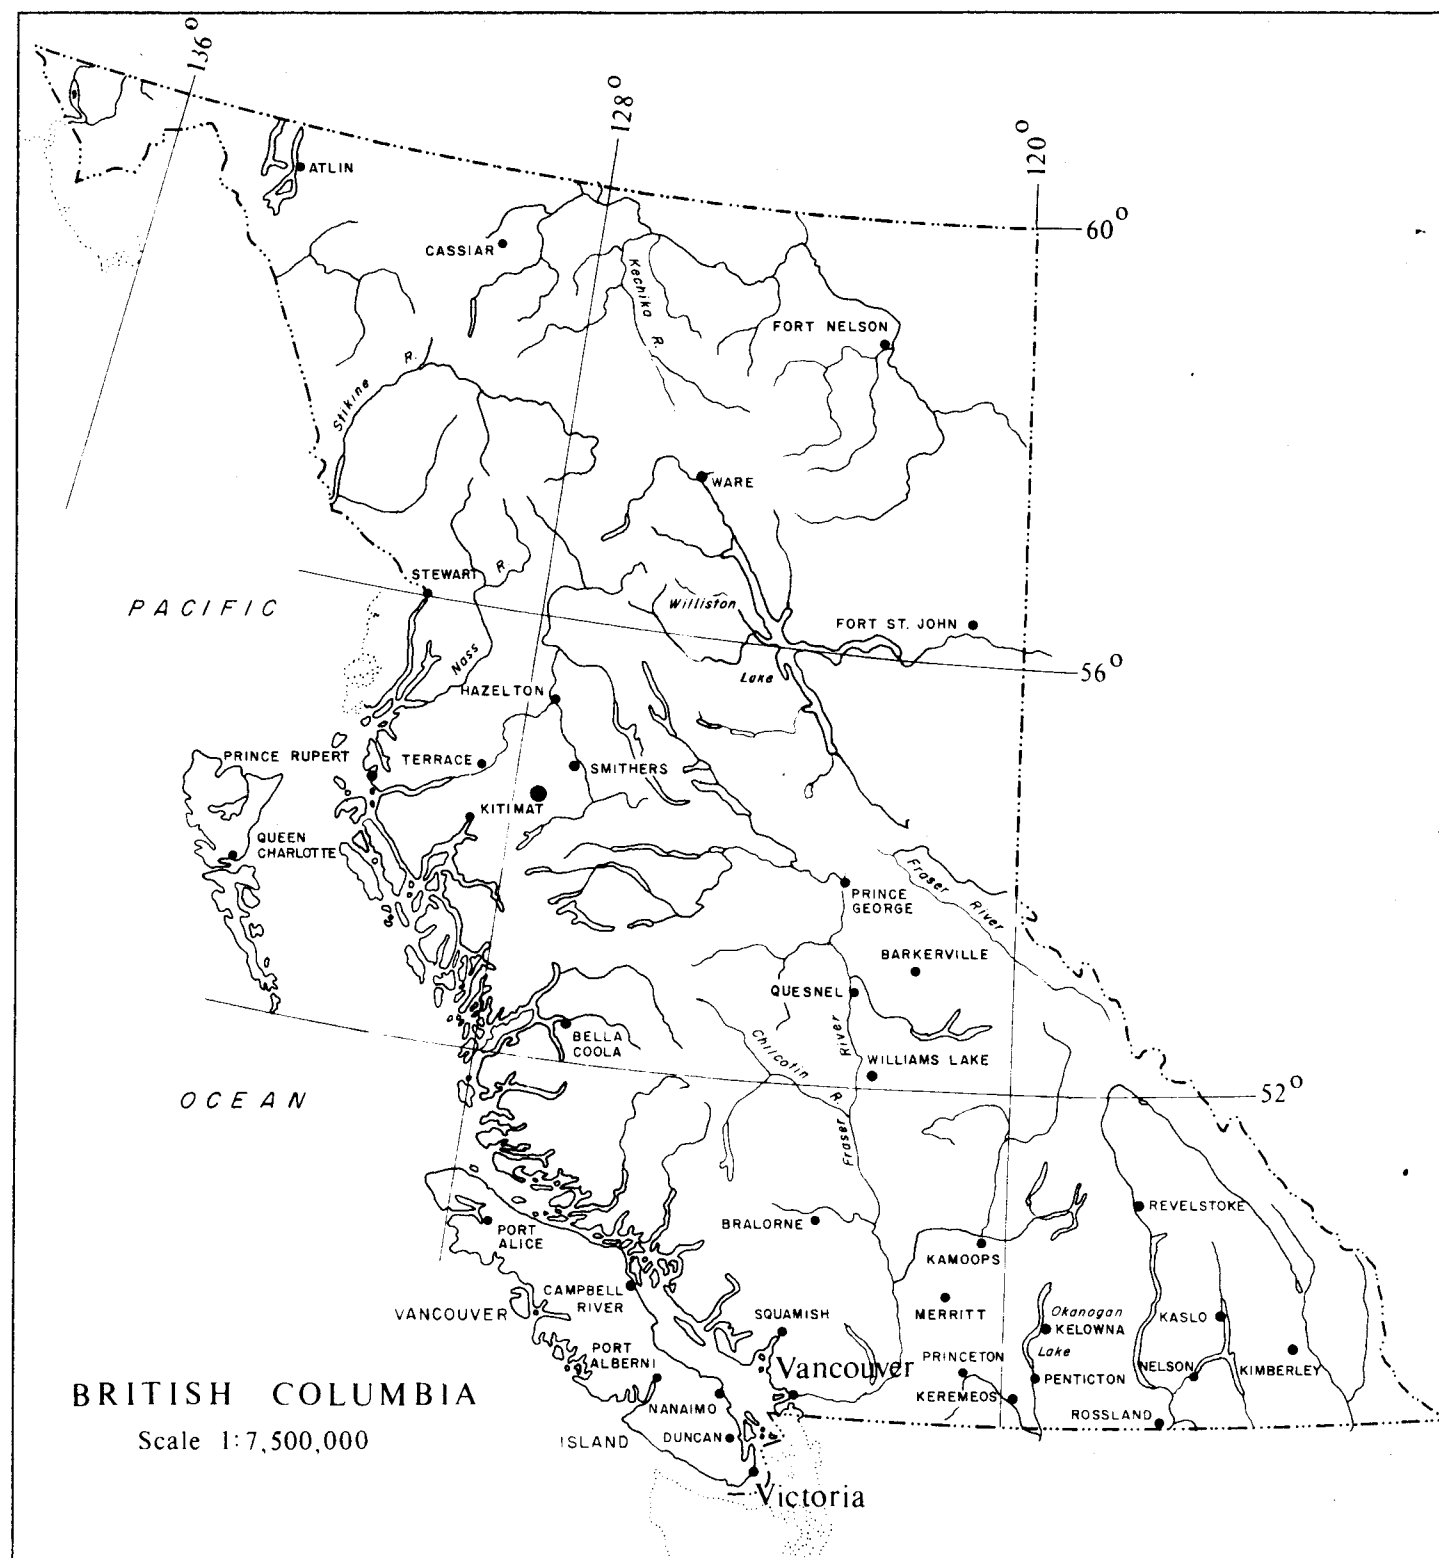 136°
128°
120°
ATLIN
60°
CASSIAR
Kechika R.
FORT NELSON
Stikine R.
WARE
STEWART
R.
PACIFIC
Williston
FORT ST. JOHN
Nass
Lake
56°
HAZELTON
PRINCE RUPERT
TERRACE
SMITHERS
KITIMAT
QUEEN
CHARLOTTE
Fraser River
PRINCE
GEORGE
BARKERVILLE
QUESNEL
Chilcotin R.
River
BELLA
COOLA
WILLIAMS LAKE
OCEAN
52°
Fraser
REVELSTOKE
PORT
ALICE
BRALORNE
KAMOOPS
CAMPBELL
RIVER
VANCOUVER
MERRITT
SQUAMISH
Okanogan
KELOWNA
KASLO
PORT
ALBERNI
Lake
PRINCETON
Vancouver
NELSON
KIMBERLEY
PENTICTON
BRITISH COLUMBIA
NANAIMO
KEREMEOS
ROSSLAND
Scale 1:7,500,000
ISLAND
DUNCAN
Victoria